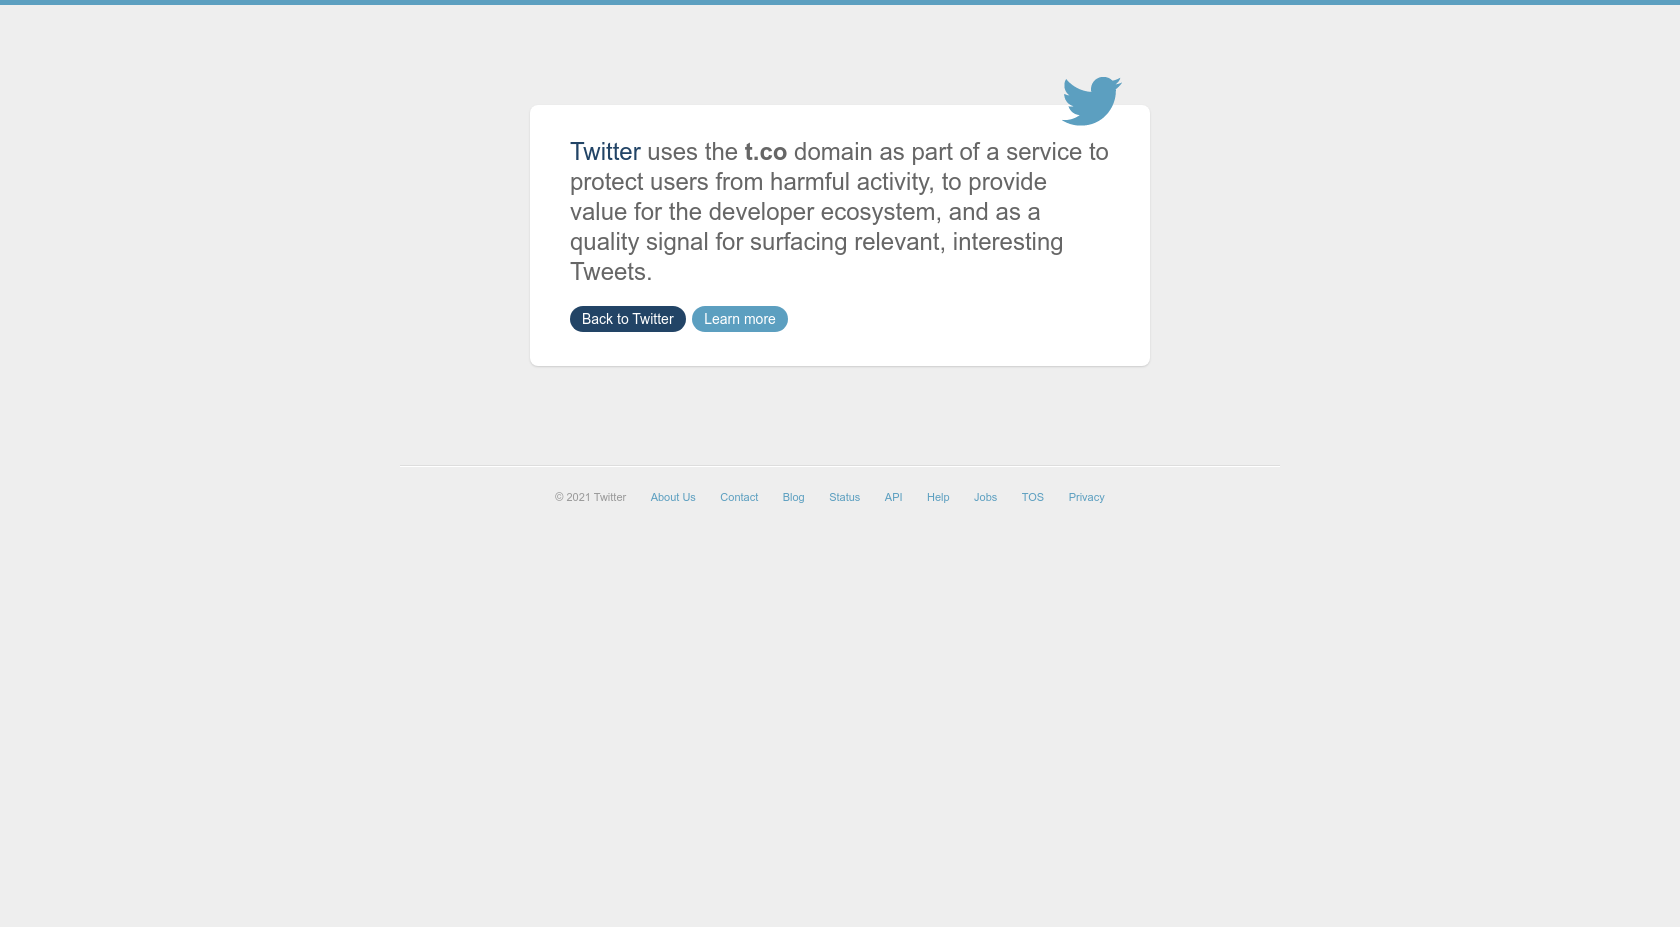 Twitter uses the t.co domain as part of a service to
protect users from harmful activity, to provide
value for the developer ecosystem, and as a
quality signal for surfacing relevant, interesting
Tweets.
Back to Twitter Learn more
© 2021 Twitter About Us Contact Blog Status API Help Jobs TOS Privacy